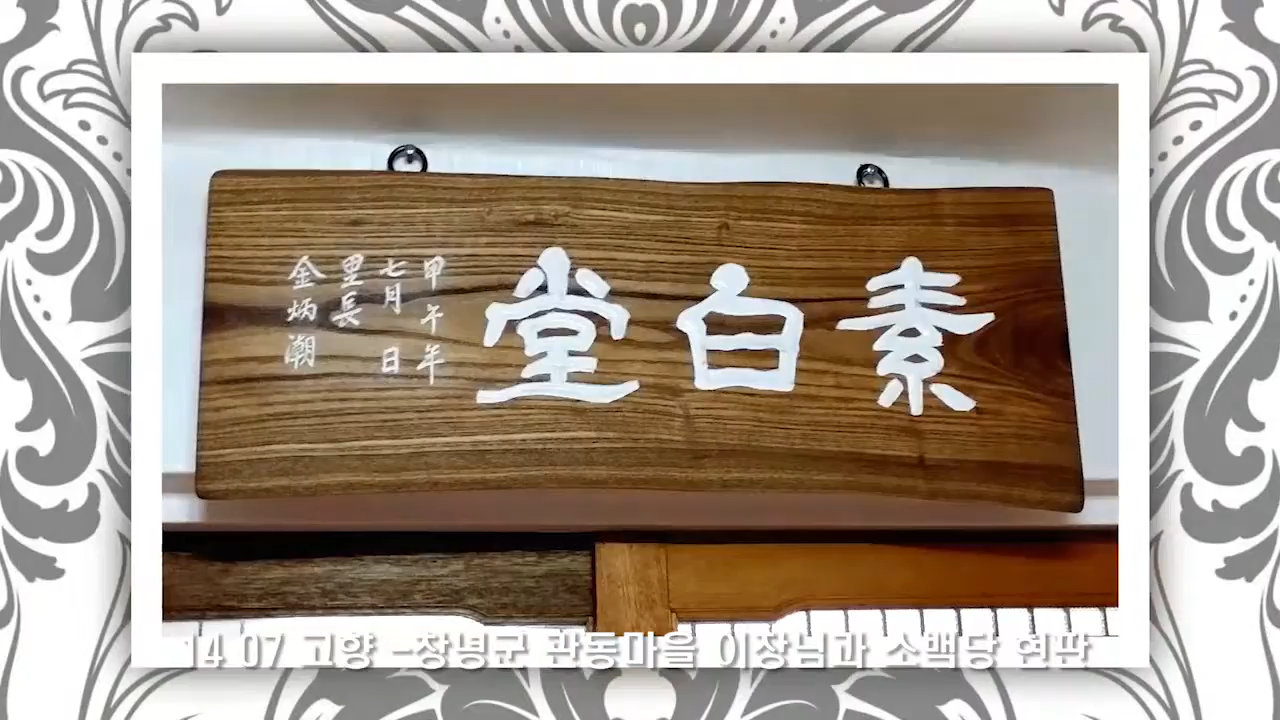 素白堂
甲午年
七月 日
里長
金炳潮
14 07 고향 -창녕군 관동마을 이장님과 소백당 현판